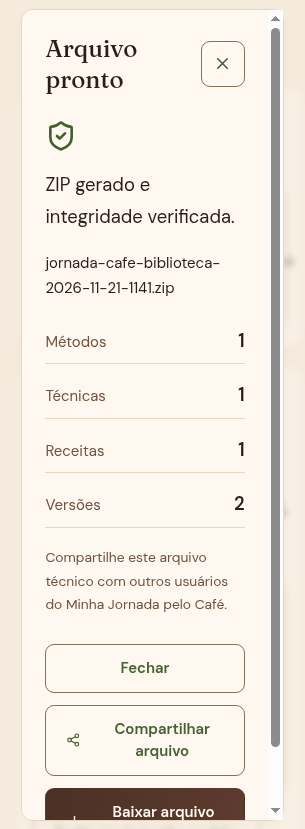 Arquivo
pronto
ZIP gerado e
integridade verificada.
jornada-cafe-biblioteca-
2026-11-21-1141.zip
Métodos 1
Técnicas 1
Receitas 1
Versões 2
Compartilhe este arquivo
técnico com outros usuários
do Minha Jornada pelo Café.
Fechar
Compartilhar
arquivo
Baixar arquivo